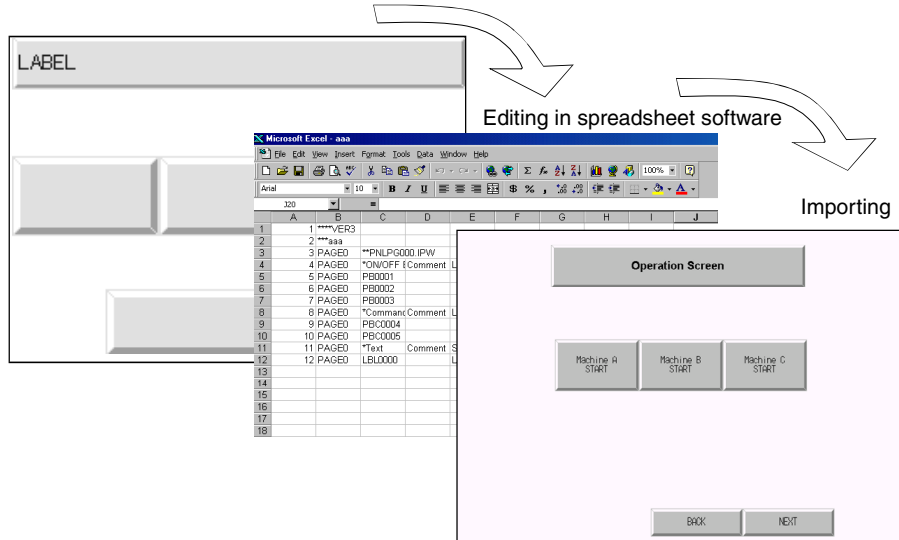 LABEL
Editing in spreadsheet software
Microsoft Excel - aaa
File Edit View Insert Format Tools Data Window Help
100%
Arial 10 B I U $ % ,
J20 =
A B C D E F G H I J
1 1 ****VER3
2 2 ***aaa
3 3 PAGE0 **PNLPG000.IPW
4 4 PAGE0 *ON/OFF Comment
5 5 PAGE0 PB0001
6 6 PAGE0 PB0002
7 7 PAGE0 PB0003
8 8 PAGE0 *Command Comment
9 9 PAGE0 PBC0004
10 10 PAGE0 PBC0005
11 11 PAGE0 *Text Comment S
12 12 PAGE0 LBL0000
13
14
15
16
17
18
Importing
Operation Screen
Machine A START
Machine B START
Machine C START
BACK NEXT